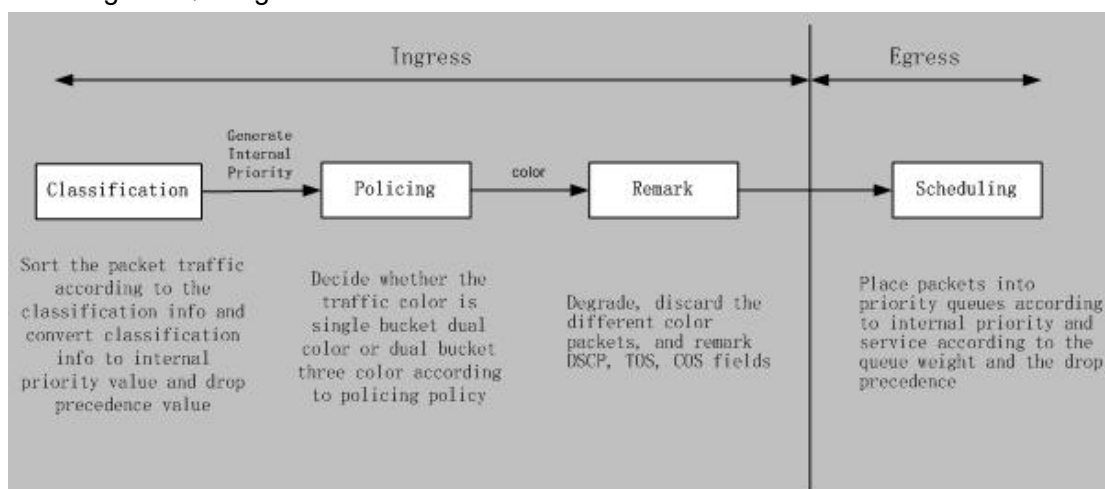 Ingress
Egress
Generate
Internal
Priority
color
Classification
Policing
Remark
Scheduling
Sort the packet traffic
according to the
classification info and
convert classification
info to internal
priority value and drop
precedence value
Decide whether the
traffic color is
single bucket dual
color or dual bucket
three color according
to policing policy
Degrade, discard the
different color
packets, and remark
DSCP, TOS, COS fields
Place packets into
priority queues according
to internal priority and
service according to the
queue weight and the drop
precedence